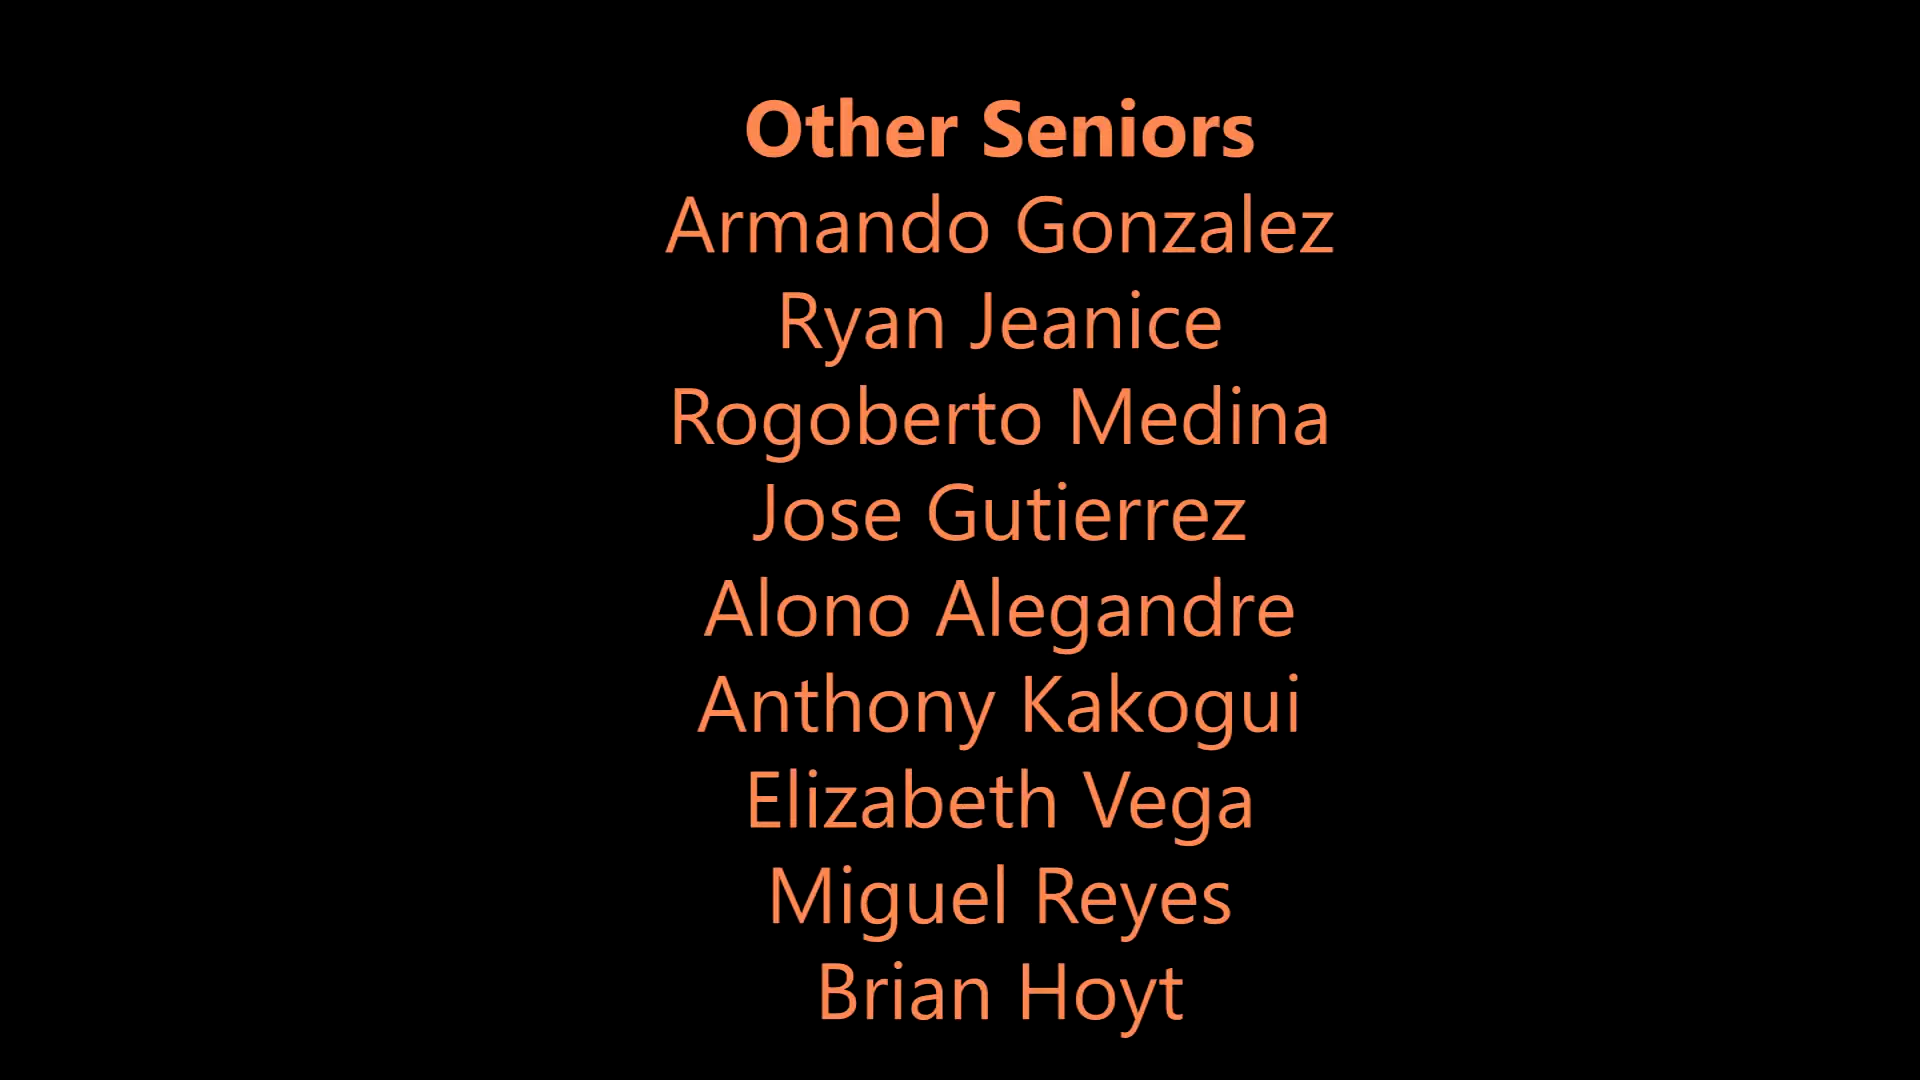 Other Seniors
Armando Gonzalez
Ryan Jeanice
Rogoberto Medina
Jose Gutierrez
Alono Alegandre
Anthony Kakogui
Elizabeth Vega
Miguel Reyes
Brian Hoyt